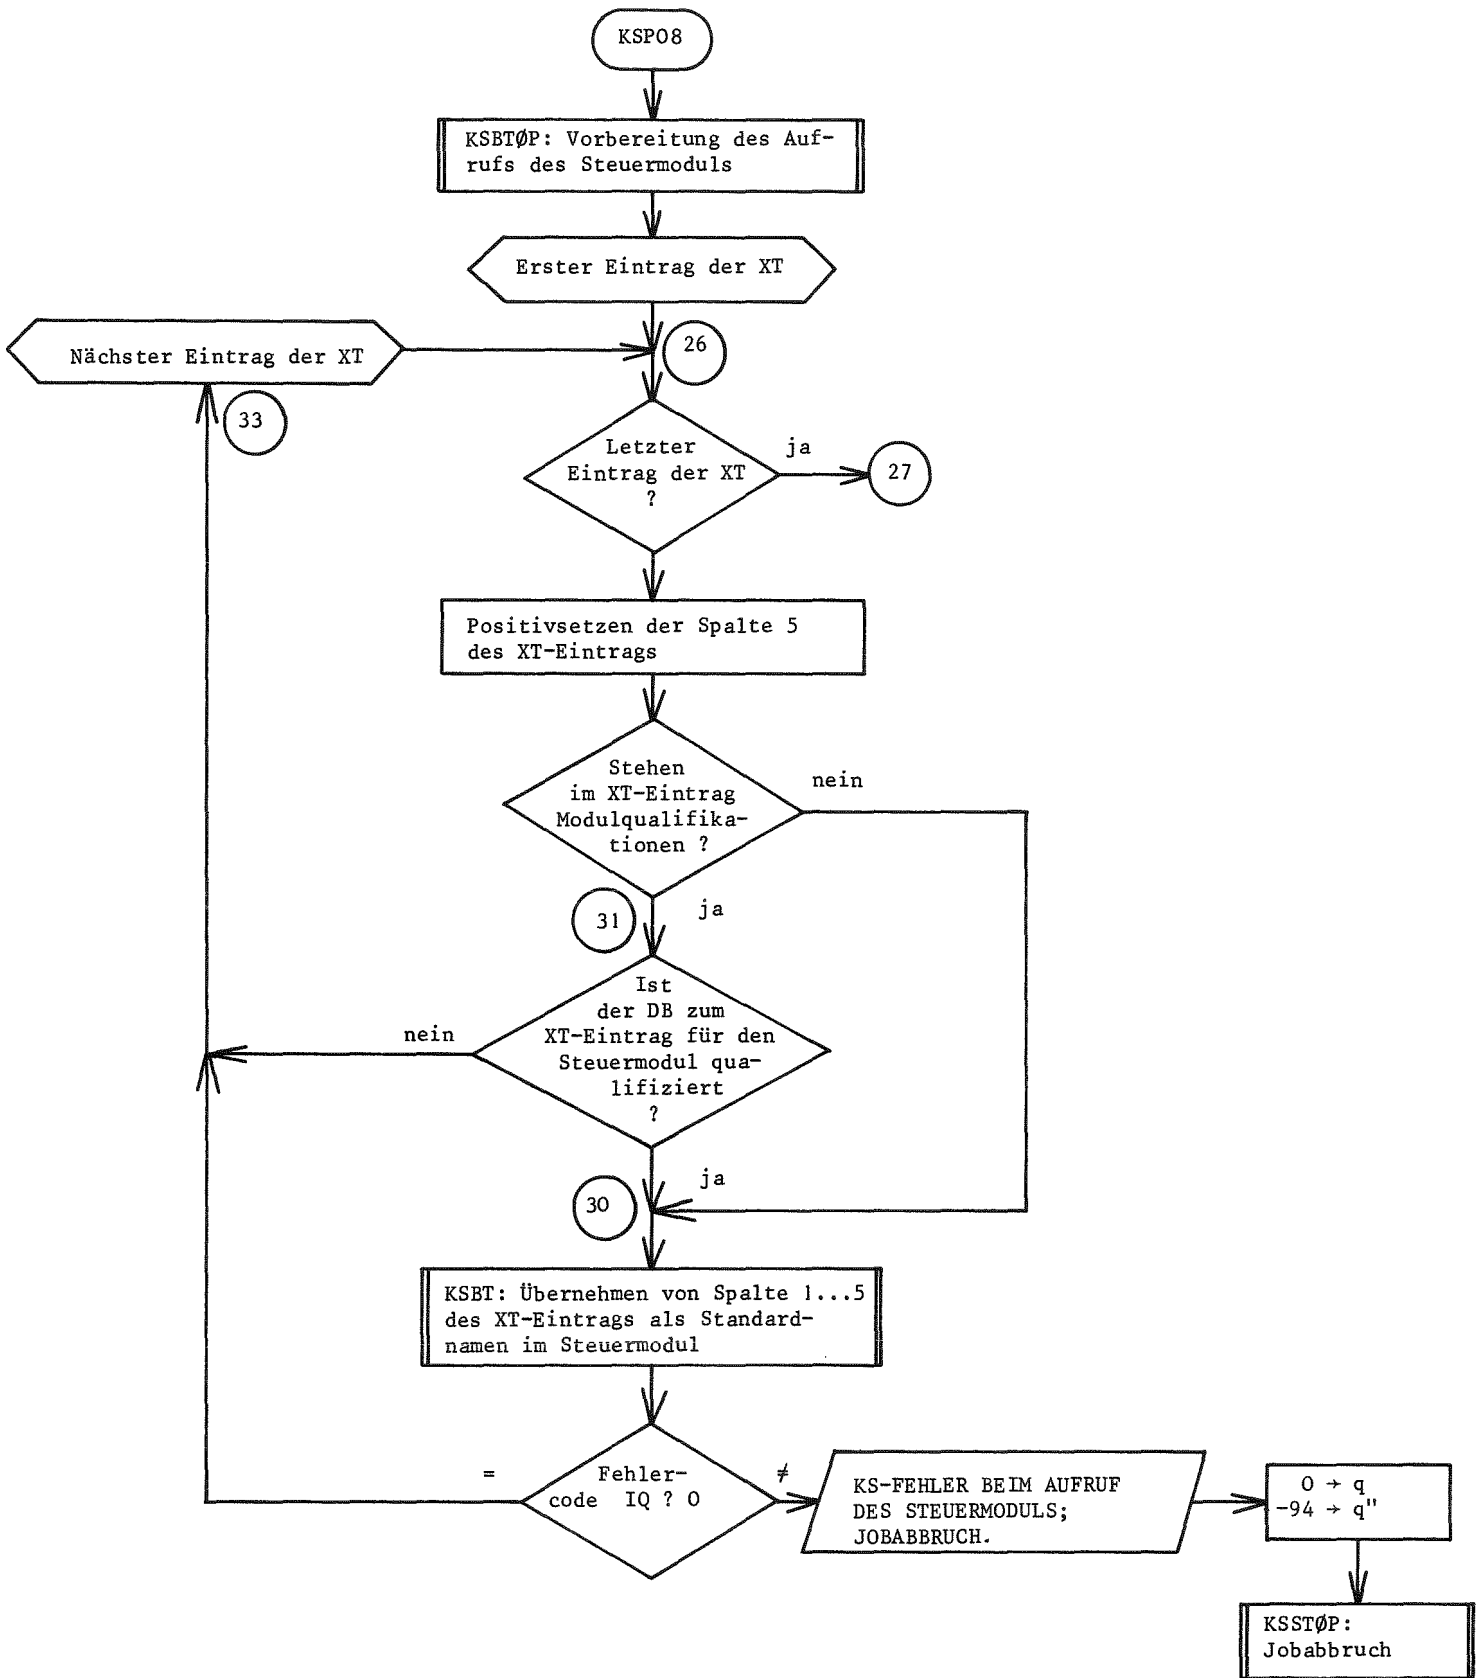 KSPO8
KSBTØP: Vorbereitung des Auf-
rufs des Steuermoduls
Erster Eintrag der XT
Nächster Eintrag der XT
26
33
Letzter
Eintrag der XT
?
ja
27
Positivsetzen der Spalte 5
des XT-Eintrags
Stehen
im XT-Eintrag
Modulqualifika-
tionen ?
nein
31
ja
Ist
der DB zum
XT-Eintrag für den
Steuermodul qua-
lifiziert
?
nein
ja
30
KSBT: Übernehmen von Spalte 1...5
des XT-Eintrags als Standard-
namen im Steuermodul
=
Fehler-
code IQ ? O
≠
KS-FEHLER BEIM AUFRUF
DES STEUERMODULS;
JOBABBRUCH.
O → q
-94 → q"
KSSTØP:
Jobabbruch